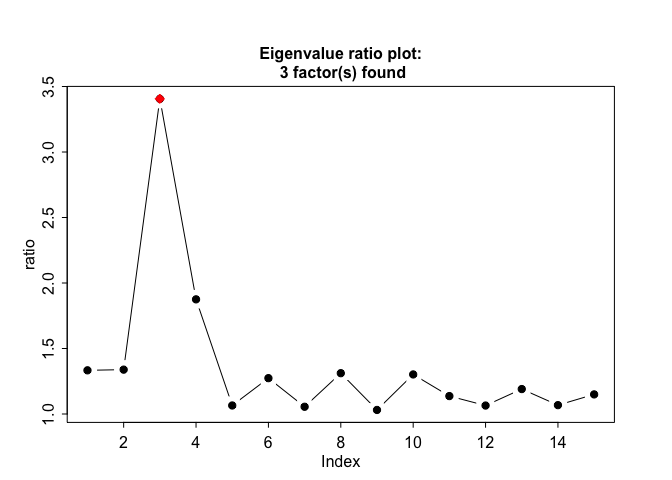 Eigenvalue ratio plot:
3 factor(s) found
3.5
3.0
2.5
2.0
1.5
1.0
ratio
2 4 6 8 10 12 14
Index